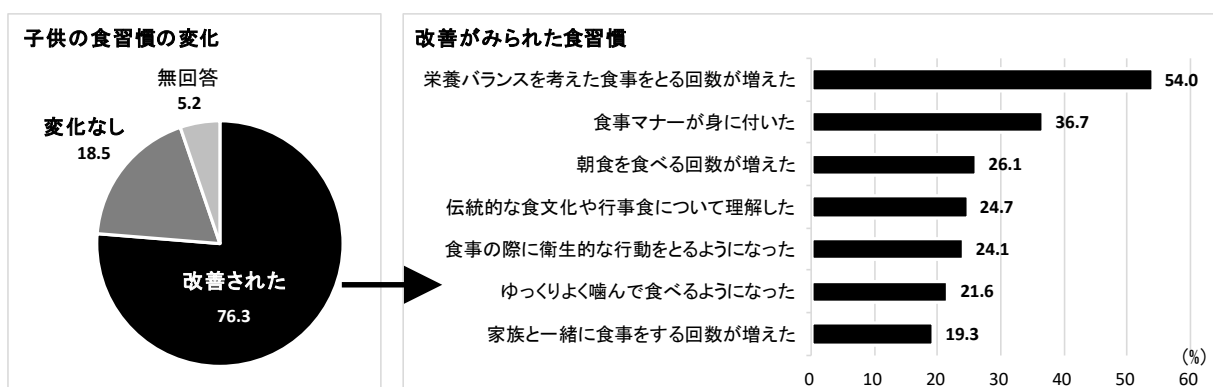 子供の食習慣の変化
無回答
5.2
変化なし
18.5
改善された
76.3
改善がみられた食習慣
栄養バランスを考えた食事をとる回数が増えた 54.0
食事マナーが身に付いた 36.7
朝食を食べる回数が増えた 26.1
伝統的な食文化や行事食について理解した 24.7
食事の際に衛生的な行動をとるようになった 24.1
ゆっくりよく噛んで食べるようになった 21.6
家族と一緒に食事をする回数が増えた 19.3
(%)
0 10 20 30 40 50 60